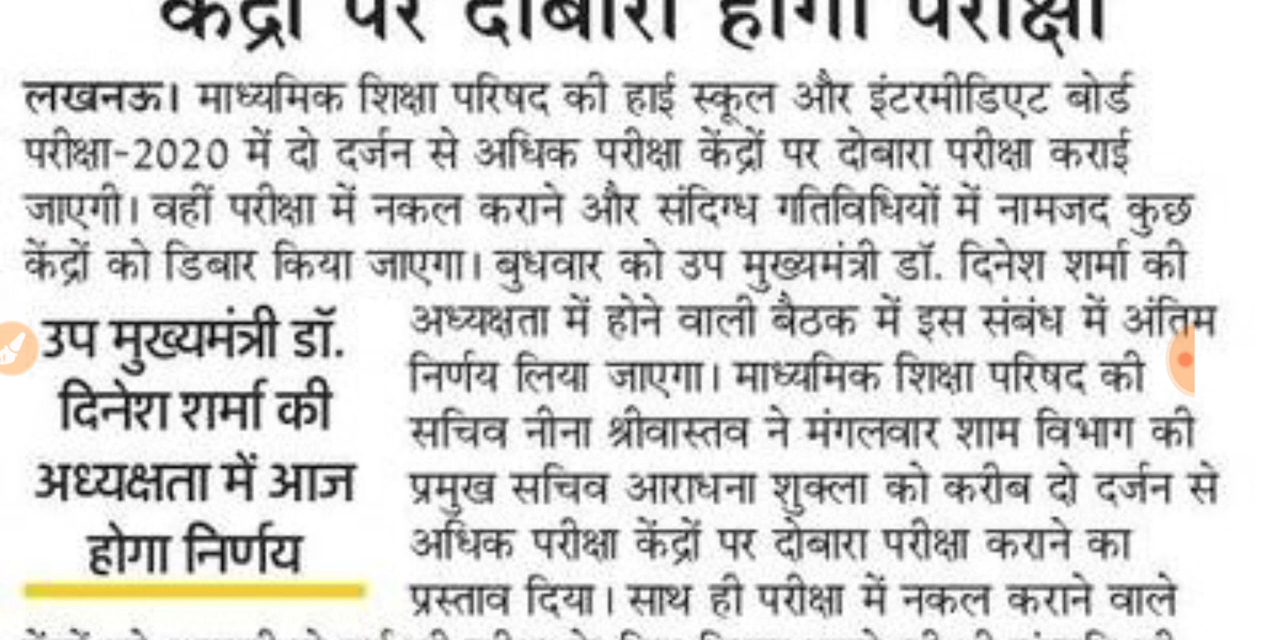 केंद्रों पर दोबारा होगी परीक्षा
लखनऊ। माध्यमिक शिक्षा परिषद की हाई स्कूल और इंटरमीडिएट बोर्ड
परीक्षा-2020 में दो दर्जन से अधिक परीक्षा केंद्रों पर दोबारा परीक्षा कराई
जाएगी। वहीं परीक्षा में नकल कराने और संदिग्ध गतिविधियों में नामजद कुछ
केंद्रों को डिबार किया जाएगा। बुधवार को उप मुख्यमंत्री डॉ. दिनेश शर्मा की
उप मुख्यमंत्री डॉ.
दिनेश शर्मा की
अध्यक्षता में आज
होगा निर्णय
अध्यक्षता में होने वाली बैठक में इस संबंध में अंतिम
निर्णय लिया जाएगा। माध्यमिक शिक्षा परिषद की
सचिव नीना श्रीवास्तव ने मंगलवार शाम विभाग की
प्रमुख सचिव आराधना शुक्ला को करीब दो दर्जन से
अधिक परीक्षा केंद्रों पर दोबारा परीक्षा कराने का
प्रस्ताव दिया। साथ ही परीक्षा में नकल कराने वाले